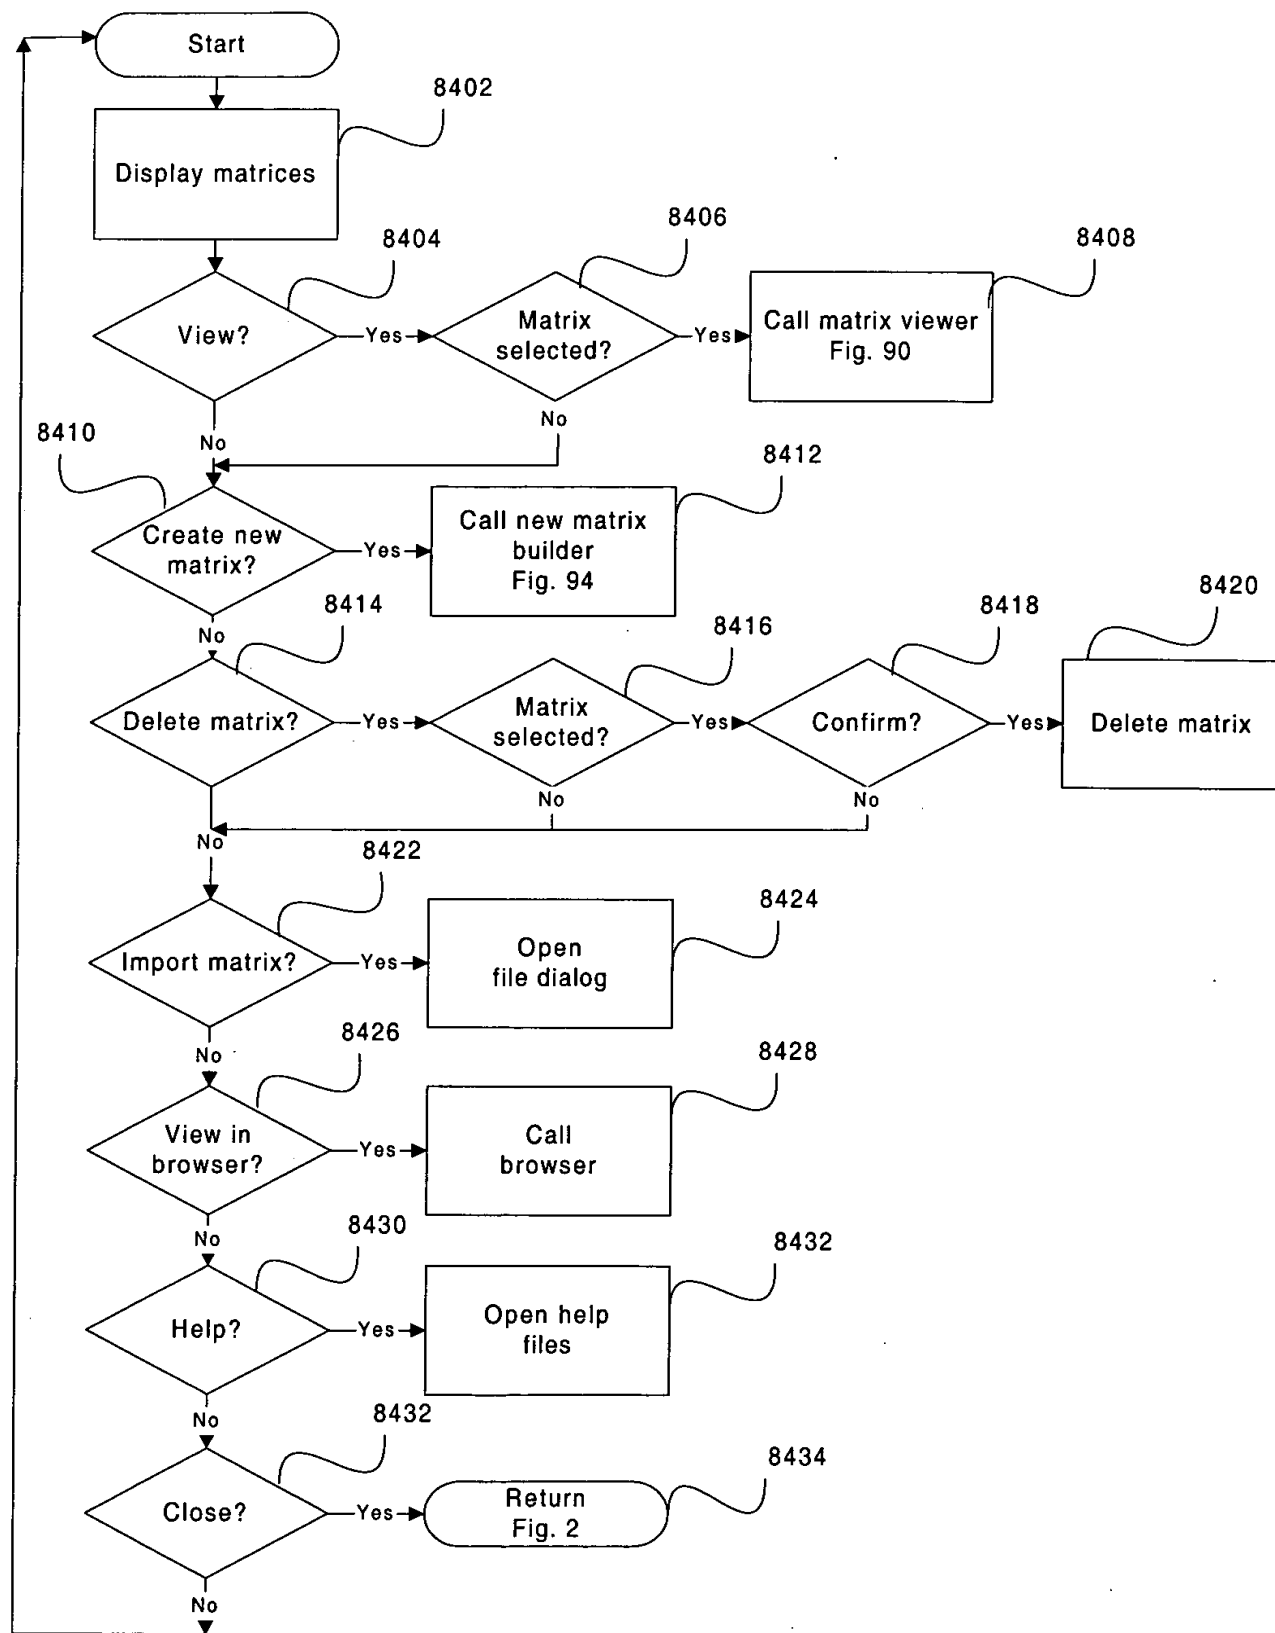 Start
8402
Display matrices
8404
8406
8408
View?
Yes
Matrix
selected?
Yes
Call matrix viewer
Fig. 90
No
No
8410
8412
Create new
matrix?
Yes
Call new matrix
builder
Fig. 94
No
8414
8416
8418
8420
Delete matrix?
Yes
Matrix
selected?
Yes
Confirm?
Yes
Delete matrix
No
No
No
8422
8424
Import matrix?
Yes
Open
file dialog
No
8426
8428
View in
browser?
Yes
Call
browser
No
8430
8432
Help?
Yes
Open help
files
No
8432
8434
Close?
Yes
Return
Fig. 2
No